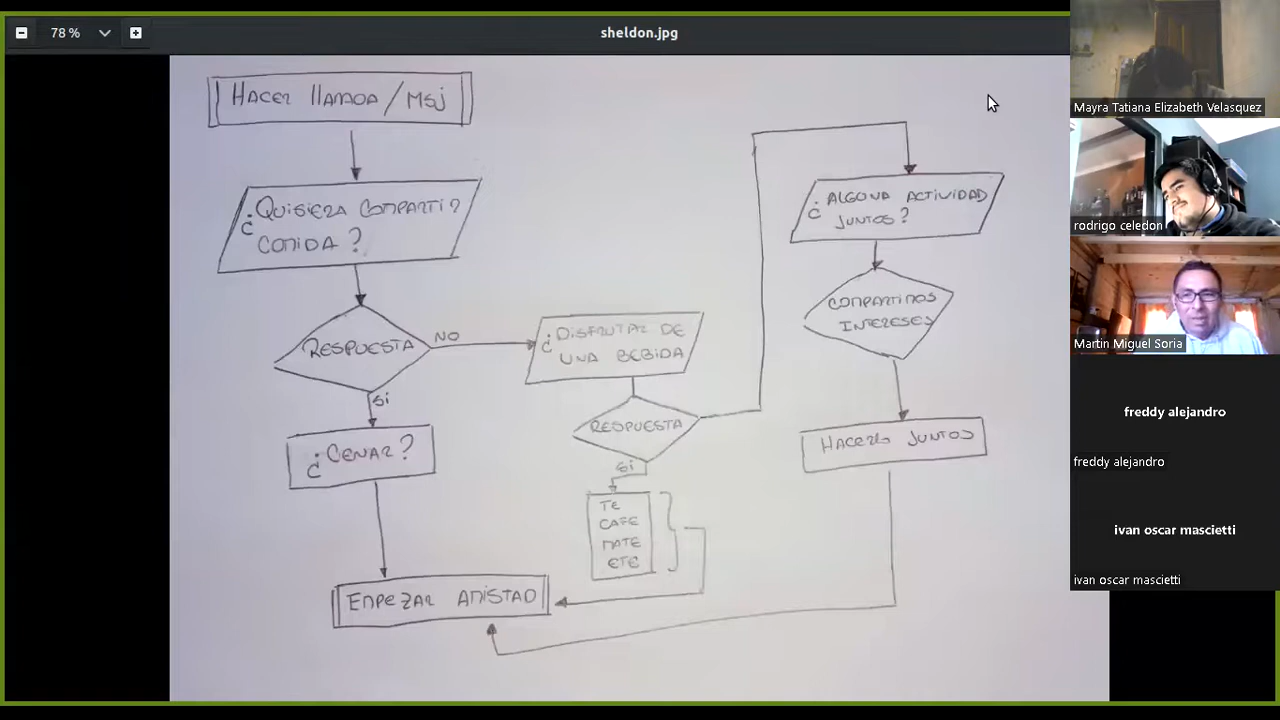 78 %
sheldon.jpg
HACER LLAMDA / MSJ
¿QUISIERA COMPARTIR
COMIDA?
RESPUESTA
NO
SI
¿CENAR?
EMPEZAR AMISTAD
¿DISFRUTAR DE
UNA BEBIDA
RESPUESTA
SI
TE
CAFE
MATE
ETE
¿ALGUNA ACTIVIDAD
JUNTOS?
COMPARTIMOS
INTERESES
HACERLO JUNTOS
Mayra Tatiana Elizabeth Velasquez
rodrigo celedon
Martin Miguel Soria
freddy alejandro
freddy alejandro
ivan oscar mascietti
ivan oscar mascietti